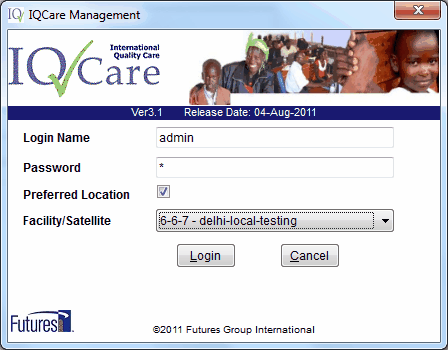 IQCare Management
IQCare
International
Quality Care
Ver3.1 Release Date: 04-Aug-2011
Login Name admin
Password *
Preferred Location
Facility/Satellite 6-6-7 - delhi-local-testing
Login Cancel
Futures
©2011 Futures Group International